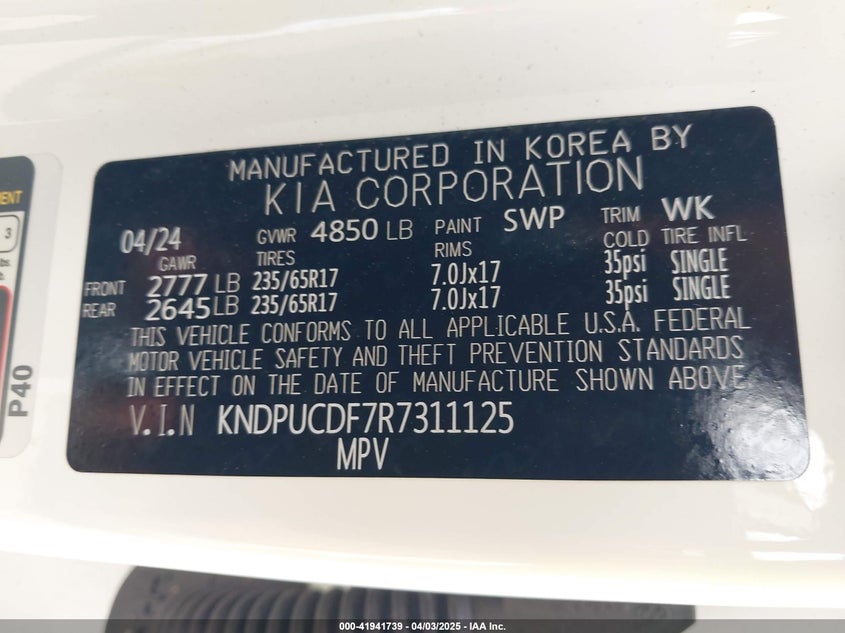 MANUFACTURED IN KOREA BY
KIA CORPORATION
04/24 GVWR 4850 LB PAINT SWP TRIM WK
GAWR TIRES RIMS COLD TIRE INFL
FRONT 2777 LB 235/65R17 7.0Jx17 35psi SINGLE
REAR 2645 LB 235/65R17 7.0Jx17 35psi SINGLE
THIS VEHICLE CONFORMS TO ALL APPLICABLE U.S.A. FEDERAL
MOTOR VEHICLE SAFETY AND THEFT PREVENTION STANDARDS
IN EFFECT ON THE DATE OF MANUFACTURE SHOWN ABOVE.
V.I.N KNDPUCDF7R7311125
MPV
3
P40
000-41941739 - 04/03/2025 - IAA Inc.